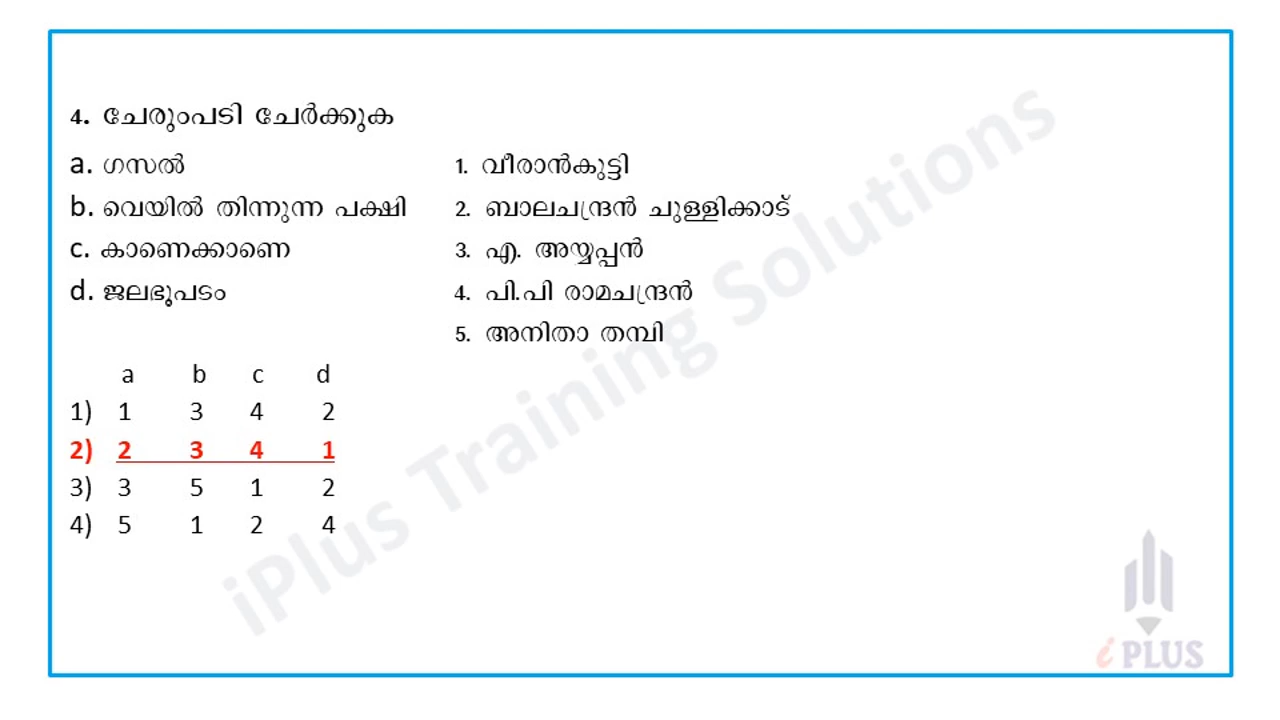 4. ചേരുംപടി ചേർക്കുക
a. ഗസൽ 1. വീരാൻകുട്ടി
b. വെയിൽ തിന്നുന്ന പക്ഷി 2. ബാലചന്ദ്രൻ ചുള്ളിക്കാട്
c. കാണെക്കാണെ 3. എ. അയ്യപ്പൻ
d. ജലഭൂപടം 4. പി.പി രാമചന്ദ്രൻ
5. അനിതാ തമ്പി
a b c d
1) 1 3 4 2
2) 2 3 4 1
3) 3 5 1 2
4) 5 1 2 4
iPlus Training Solutions
i PLUS